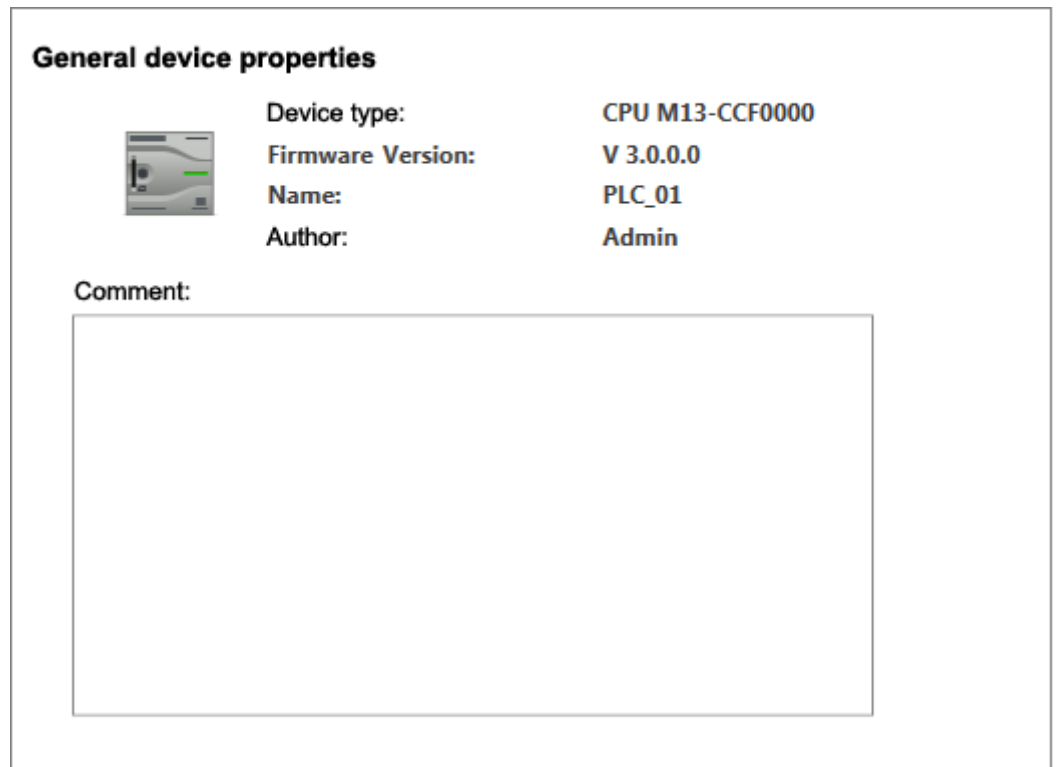 General device properties
Device type: CPU M13-CCF0000
Firmware Version: V 3.0.0.0
Name: PLC_01
Author: Admin
Comment: